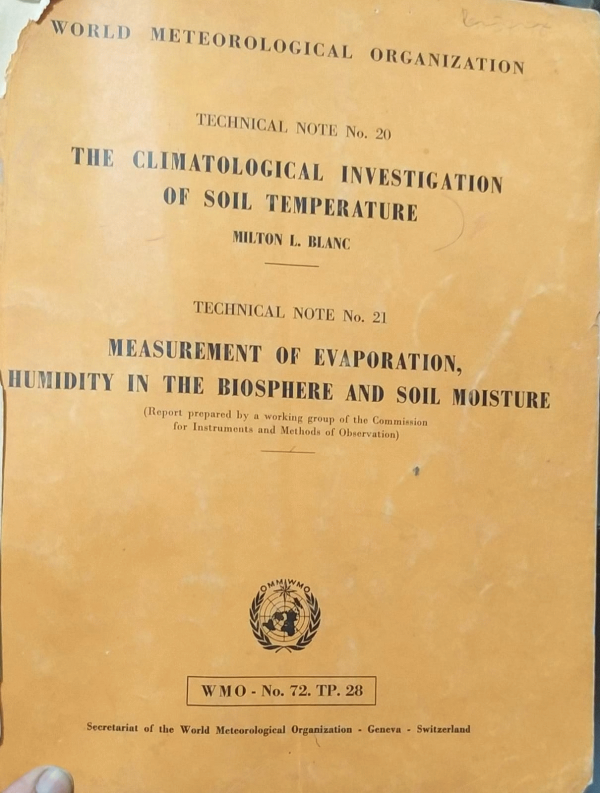 WORLD METEOROLOGICAL ORGANIZATION
TECHNICAL NOTE No. 20
THE CLIMATOLOGICAL INVESTIGATION
OF SOIL TEMPERATURE
MILTON L. BLANC
TECHNICAL NOTE No. 21
MEASUREMENT OF EVAPORATION,
HUMIDITY IN THE BIOSPHERE AND SOIL MOISTURE
(Report prepared by a working group of the Commission
for Instruments and Methods of Observation)
OMM WMO
WMO - No. 72. TP. 28
Secretariat of the World Meteorological Organization - Geneva - Switzerland